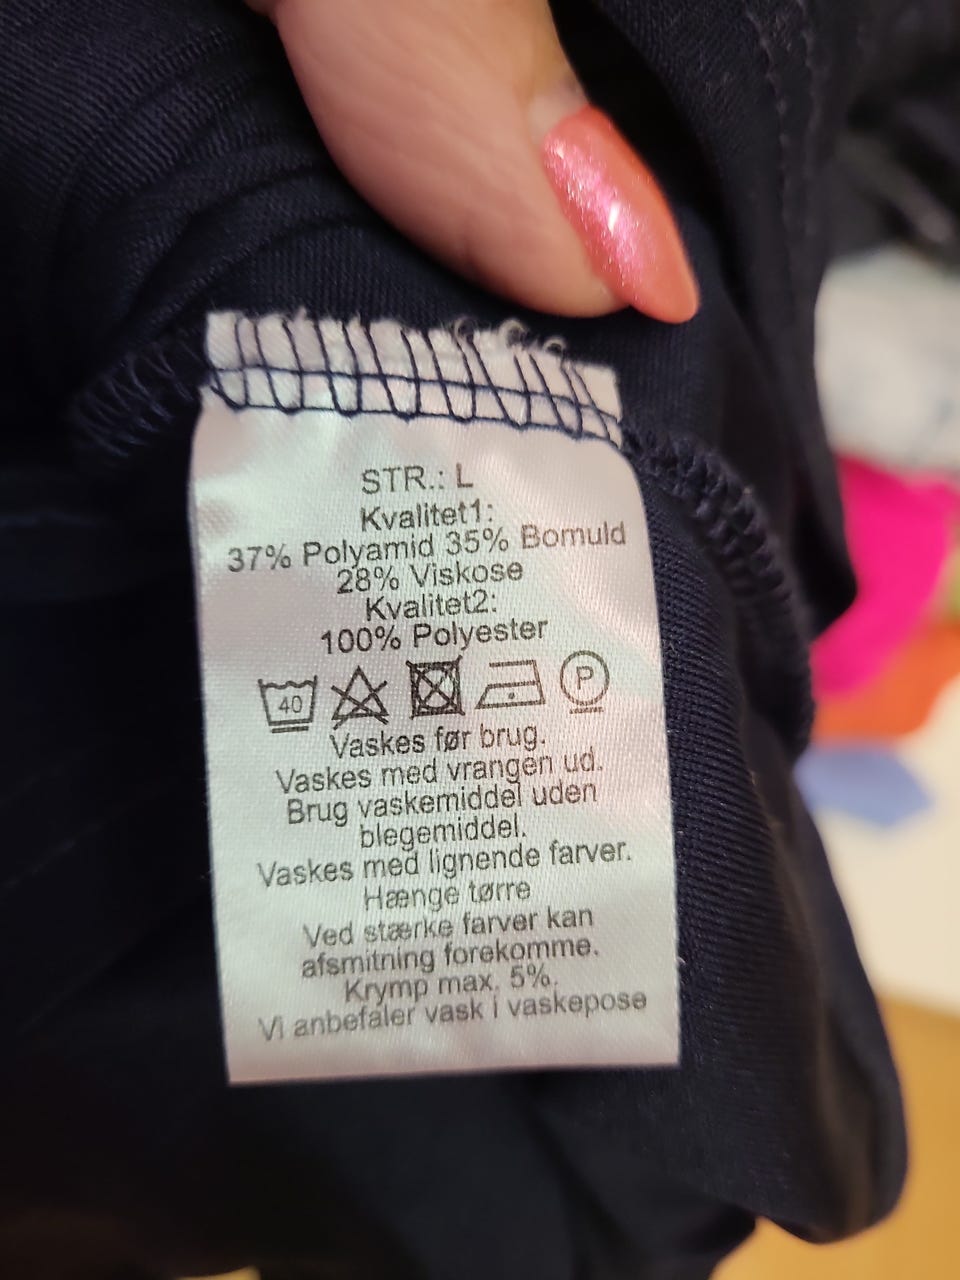 STR.: L
Kvalitet1:
37% Polyamid 35% Bomuld
28% Viskose
Kvalitet2:
100% Polyester
40 P
Vaskes før brug.
Vaskes med vrangen ud.
Brug vaskemiddel uden
blegemiddel.
Vaskes med lignende farver.
Hænge tørre
Ved stærke farver kan
afsmitning forekomme.
Krymp max. 5%.
Vi anbefaler vask i vaskepose